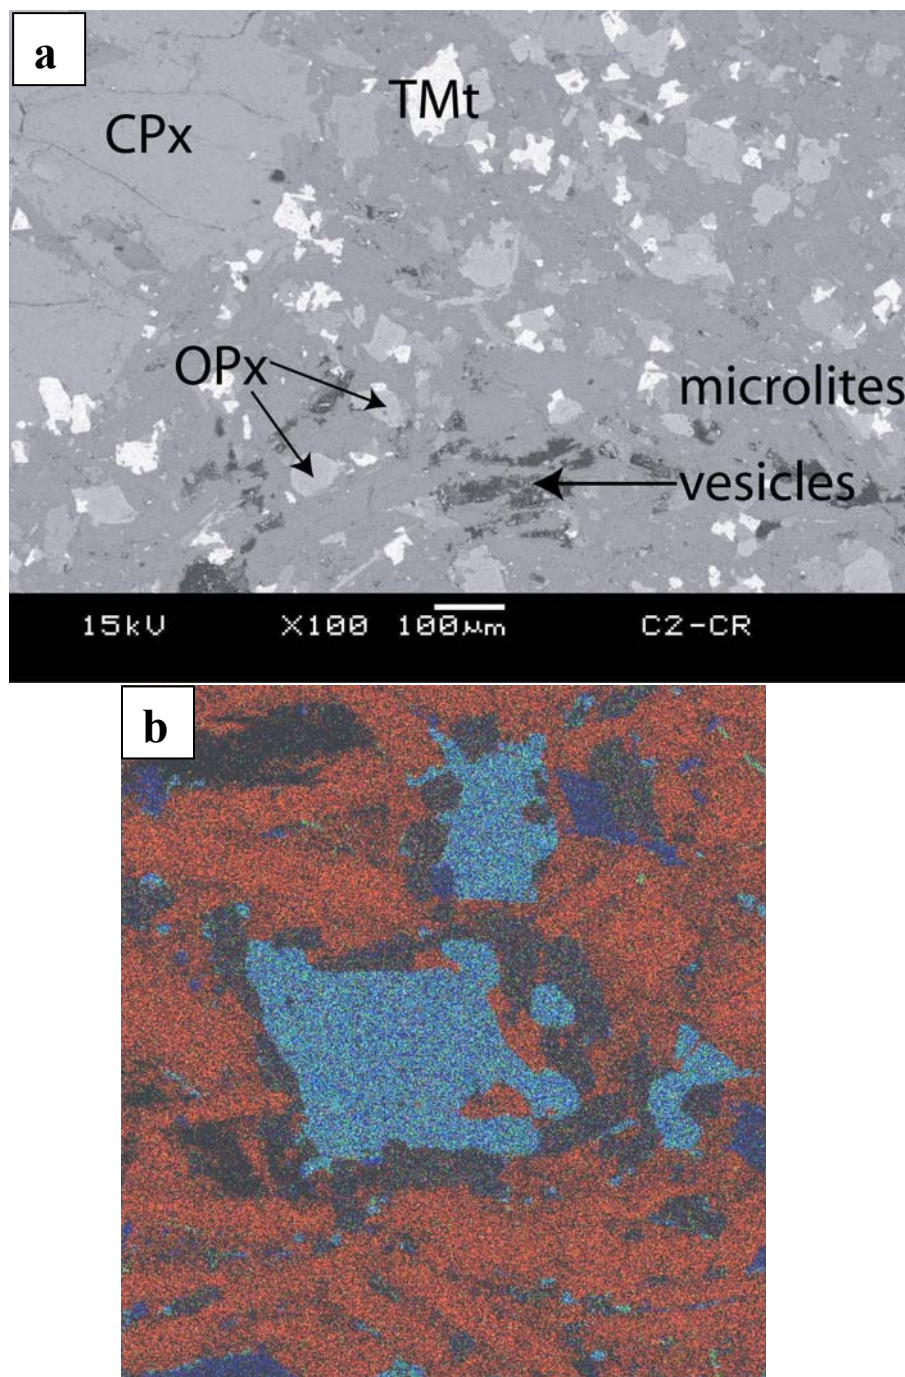 a
CPx
TMt
OPx
microlites
vesicles
15kV X100 100μm C2-CR
b